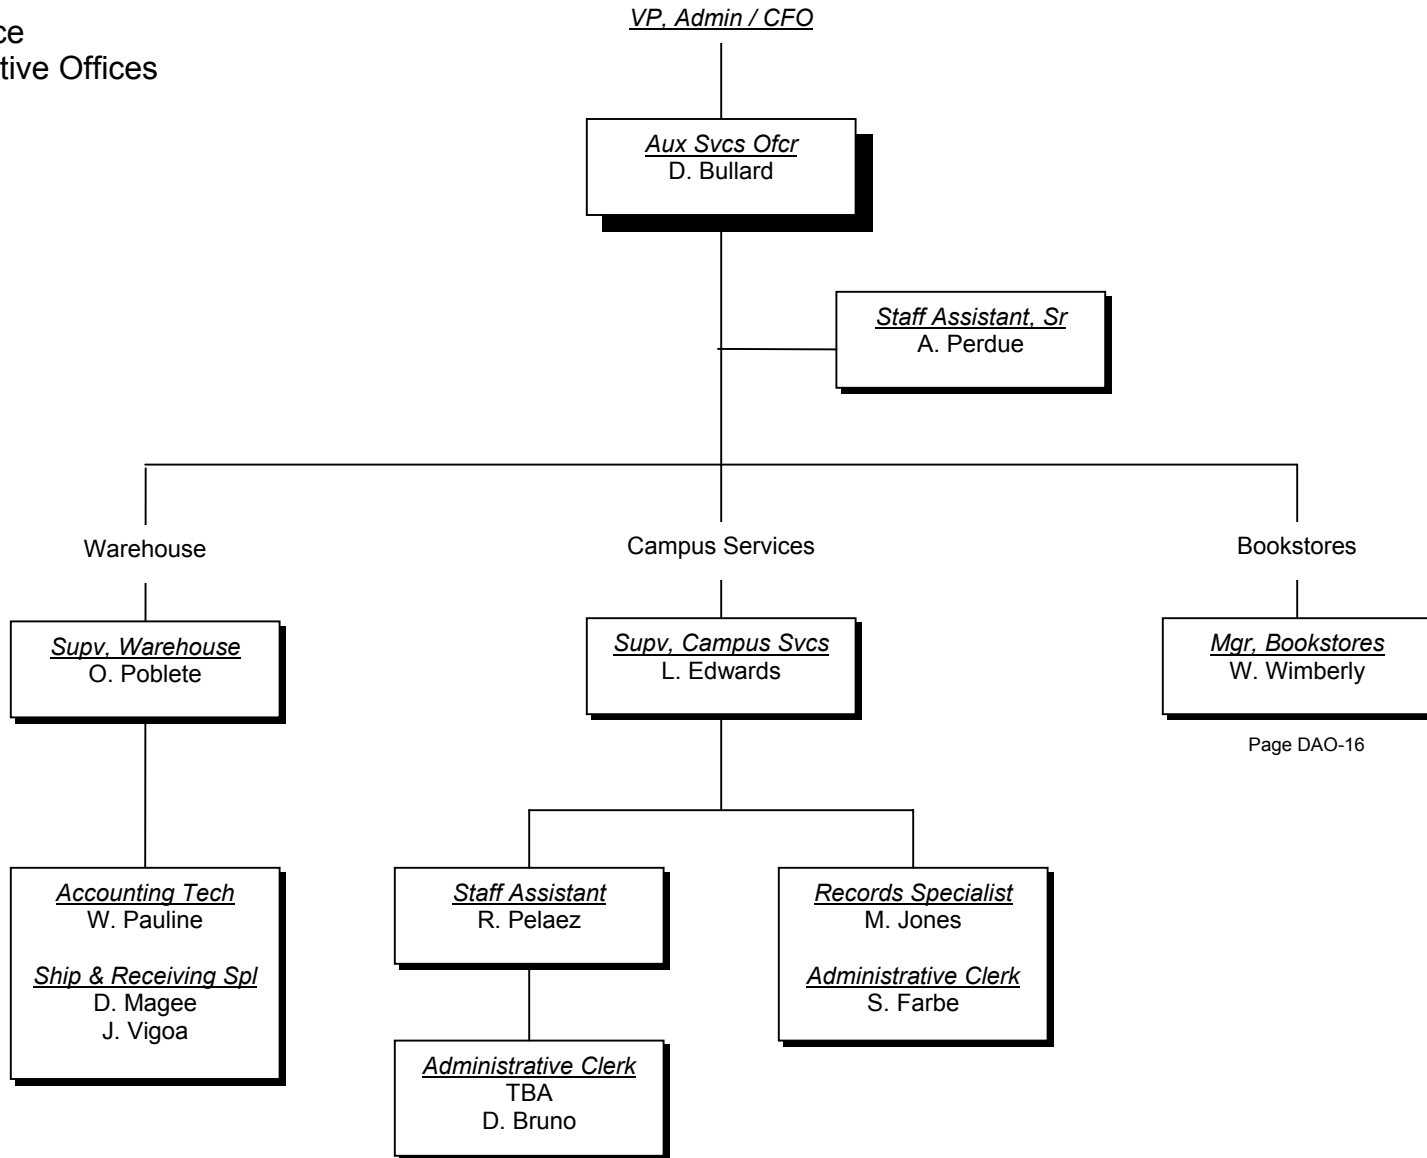 VP, Admin / CFO
tive Offices
Aux Svcs Ofcr
D. Bullard
Staff Assistant, Sr
A. Perdue
Warehouse
Campus Services
Bookstores
Supv, Warehouse
O. Poblete
Supv, Campus Svcs
L. Edwards
Mgr, Bookstores
W. Wimberly
Page DAO-16
Accounting Tech
W. Pauline
Ship & Receiving Spl
D. Magee
J. Vigoa
Staff Assistant
R. Pelaez
Records Specialist
M. Jones
Administrative Clerk
S. Farbe
Administrative Clerk
TBA
D. Bruno